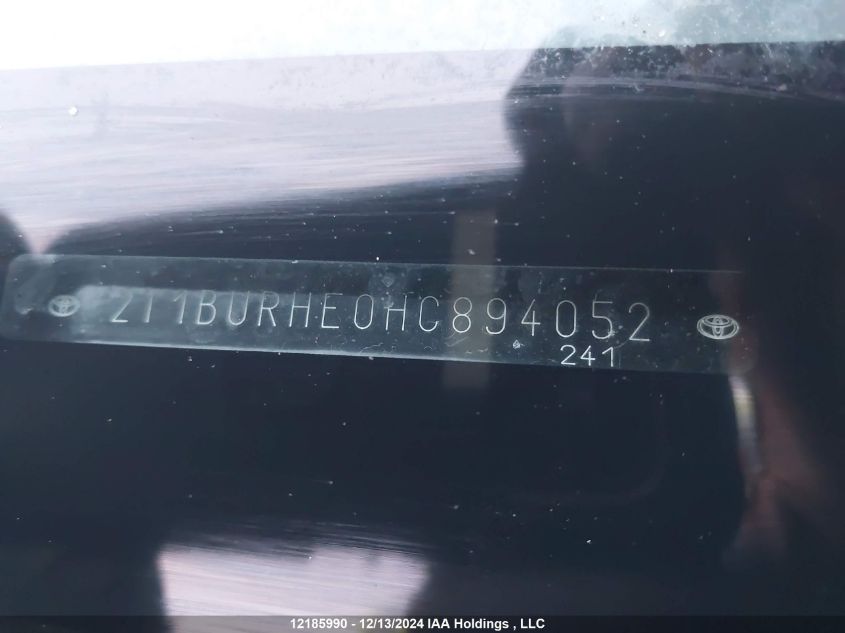 2T1BURHE0HC894052
241
12185990 - 12/13/2024 IAA Holdings , LLC